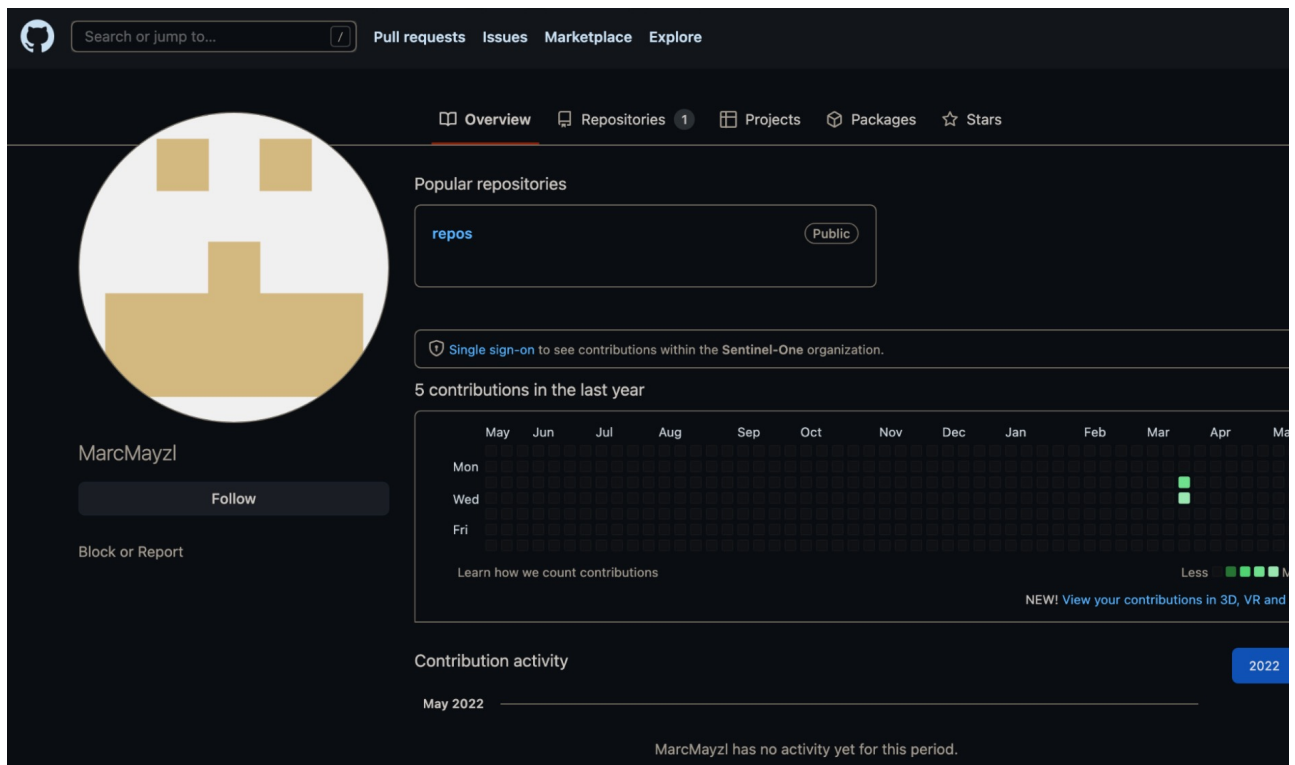 Search or jump to... / Pull requests Issues Marketplace Explore
Overview Repositories 1 Projects Packages Stars
Popular repositories
repos Public
Single sign-on to see contributions within the Sentinel-One organization.
5 contributions in the last year
May Jun Jul Aug Sep Oct Nov Dec Jan Feb Mar Apr Ma
Mon
Wed
Fri
Learn how we count contributions
Less M
NEW! View your contributions in 3D, VR and
MarcMayzl
Follow
Block or Report
Contribution activity
2022
May 2022
MarcMayzl has no activity yet for this period.